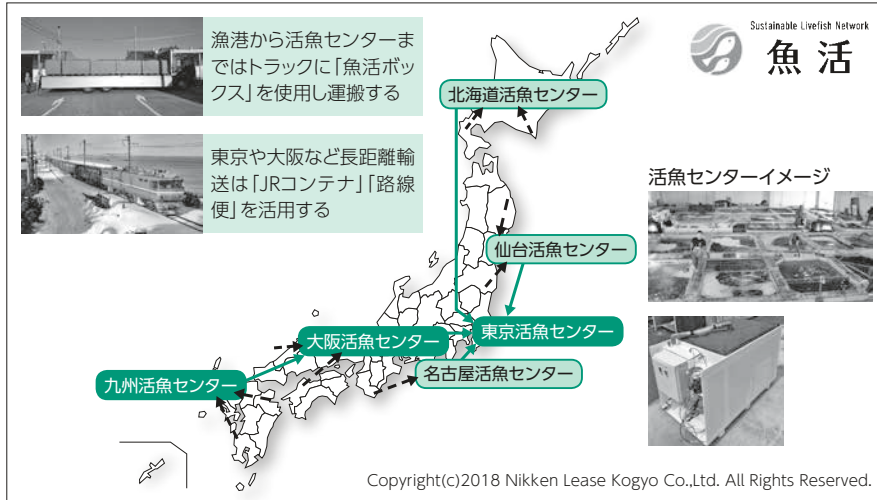 漁港から活魚センターま
ではトラックに「魚活ボッ
クス」を使用し運搬する
東京や大阪など長距離輸
送は「JRコンテナ」「路線
便」を活用する
Sustainable Livefish Network
魚活
北海道活魚センター
活魚センターイメージ
仙台活魚センター
東京活魚センター
大阪活魚センター
名古屋活魚センター
九州活魚センター
Copyright(c)2018 Nikken Lease Kogyo Co.,Ltd. All Rights Reserved.